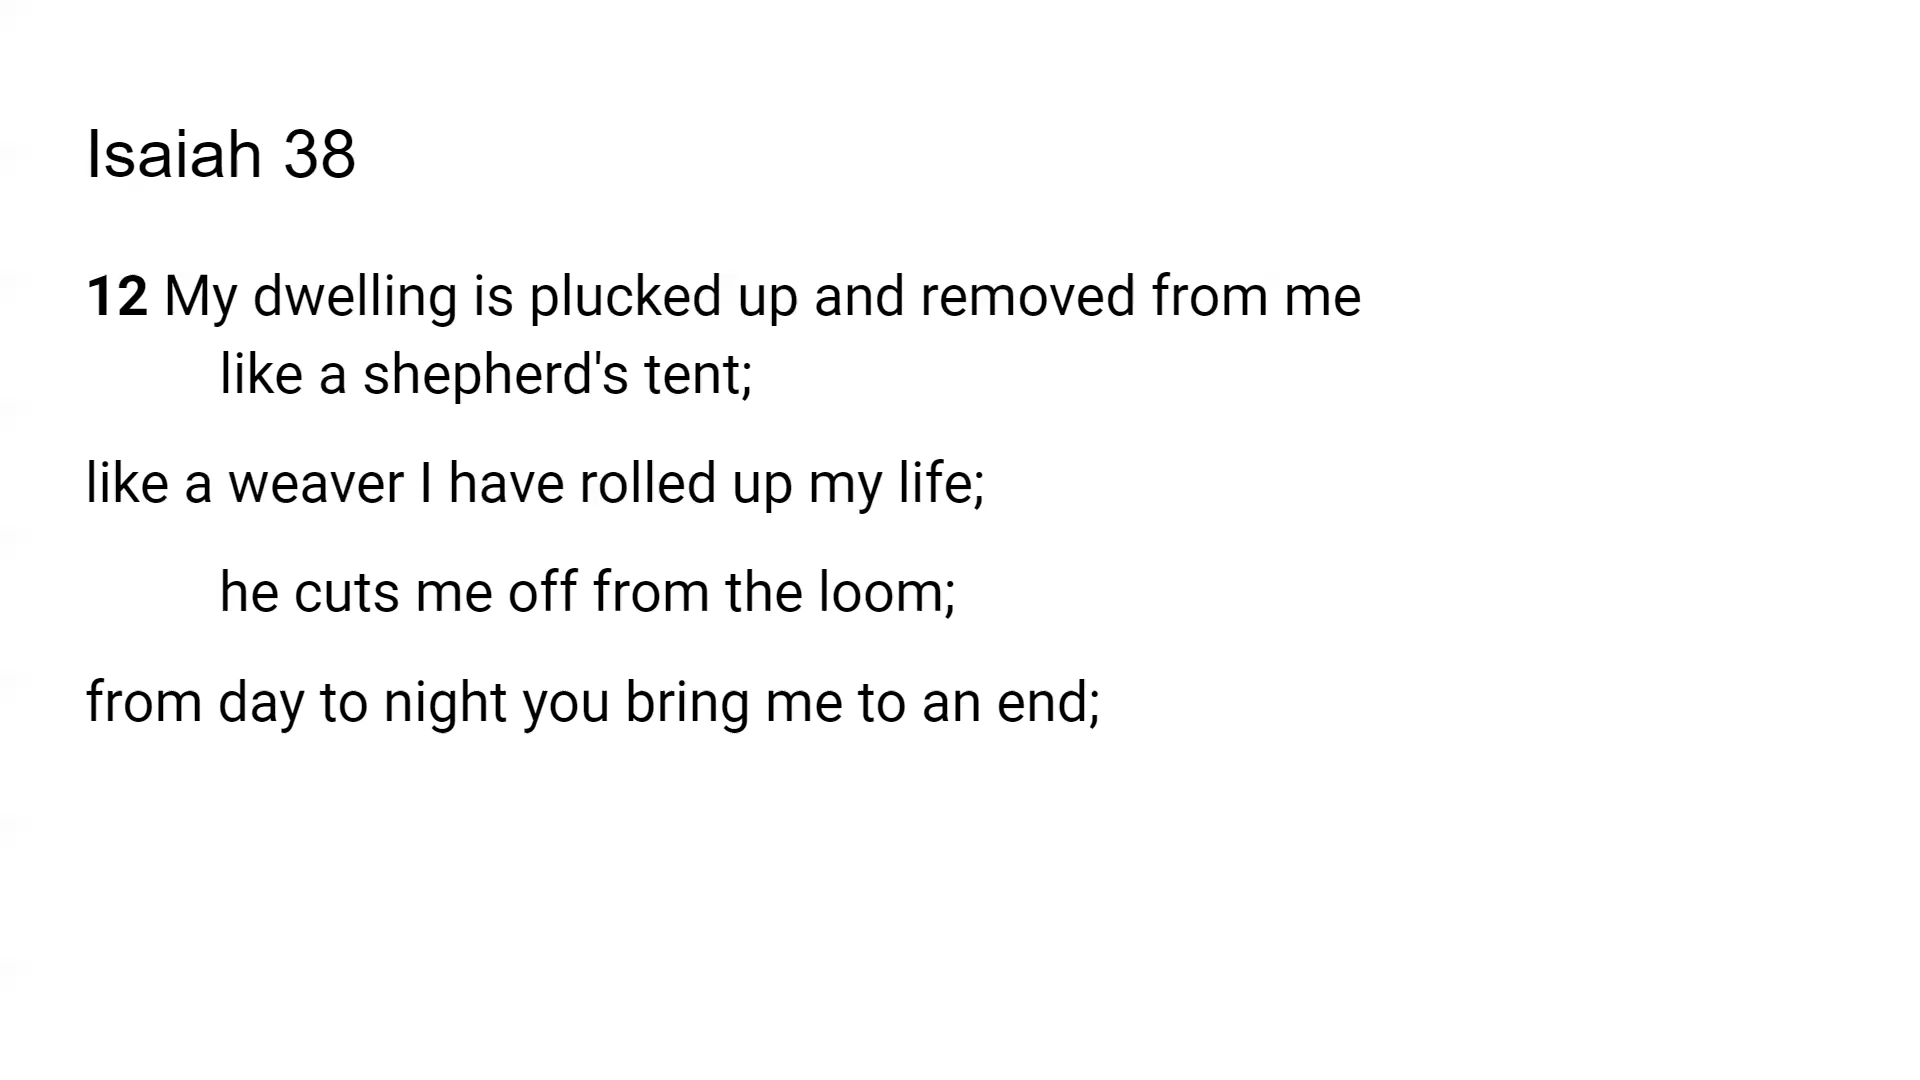 Isaiah 38
12 My dwelling is plucked up and removed from me
like a shepherd's tent;
like a weaver I have rolled up my life;
he cuts me off from the loom;
from day to night you bring me to an end;